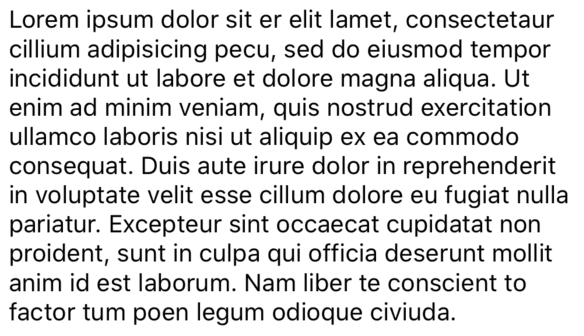 Lorem ipsum dolor sit er elit lamet, consectetaur
cillium adipisicing pecu, sed do eiusmod tempor
incididunt ut labore et dolore magna aliqua. Ut
enim ad minim veniam, quis nostrud exercitation
ullamco laboris nisi ut aliquip ex ea commodo
consequat. Duis aute irure dolor in reprehenderit
in voluptate velit esse cillum dolore eu fugiat nulla
pariatur. Excepteur sint occaecat cupidatat non
proident, sunt in culpa qui officia deserunt mollit
anim id est laborum. Nam liber te conscient to
factor tum poen legum odioque civiuda.